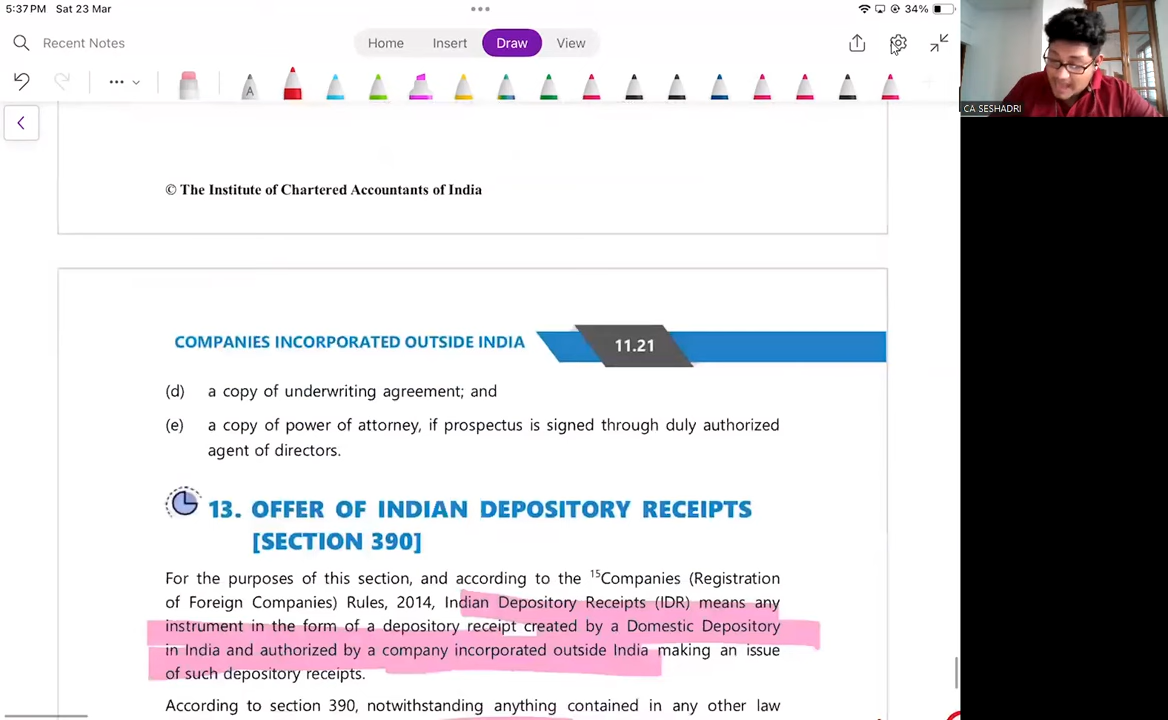 5:37 PM Sat 23 Mar
34%
Recent Notes
Home
Insert
Draw
View
A
CA SESHADRI
© The Institute of Chartered Accountants of India
COMPANIES INCORPORATED OUTSIDE INDIA
11.21
(d) a copy of underwriting agreement; and
(e) a copy of power of attorney, if prospectus is signed through duly authorized
agent of directors.
13. OFFER OF INDIAN DEPOSITORY RECEIPTS
[SECTION 390]
For the purposes of this section, and according to the 15Companies (Registration
of Foreign Companies) Rules, 2014, Indian Depository Receipts (IDR) means any
instrument in the form of a depository receipt created by a Domestic Depository
in India and authorized by a company incorporated outside India making an issue
of such depository receipts.
According to section 390, notwithstanding anything contained in any other law